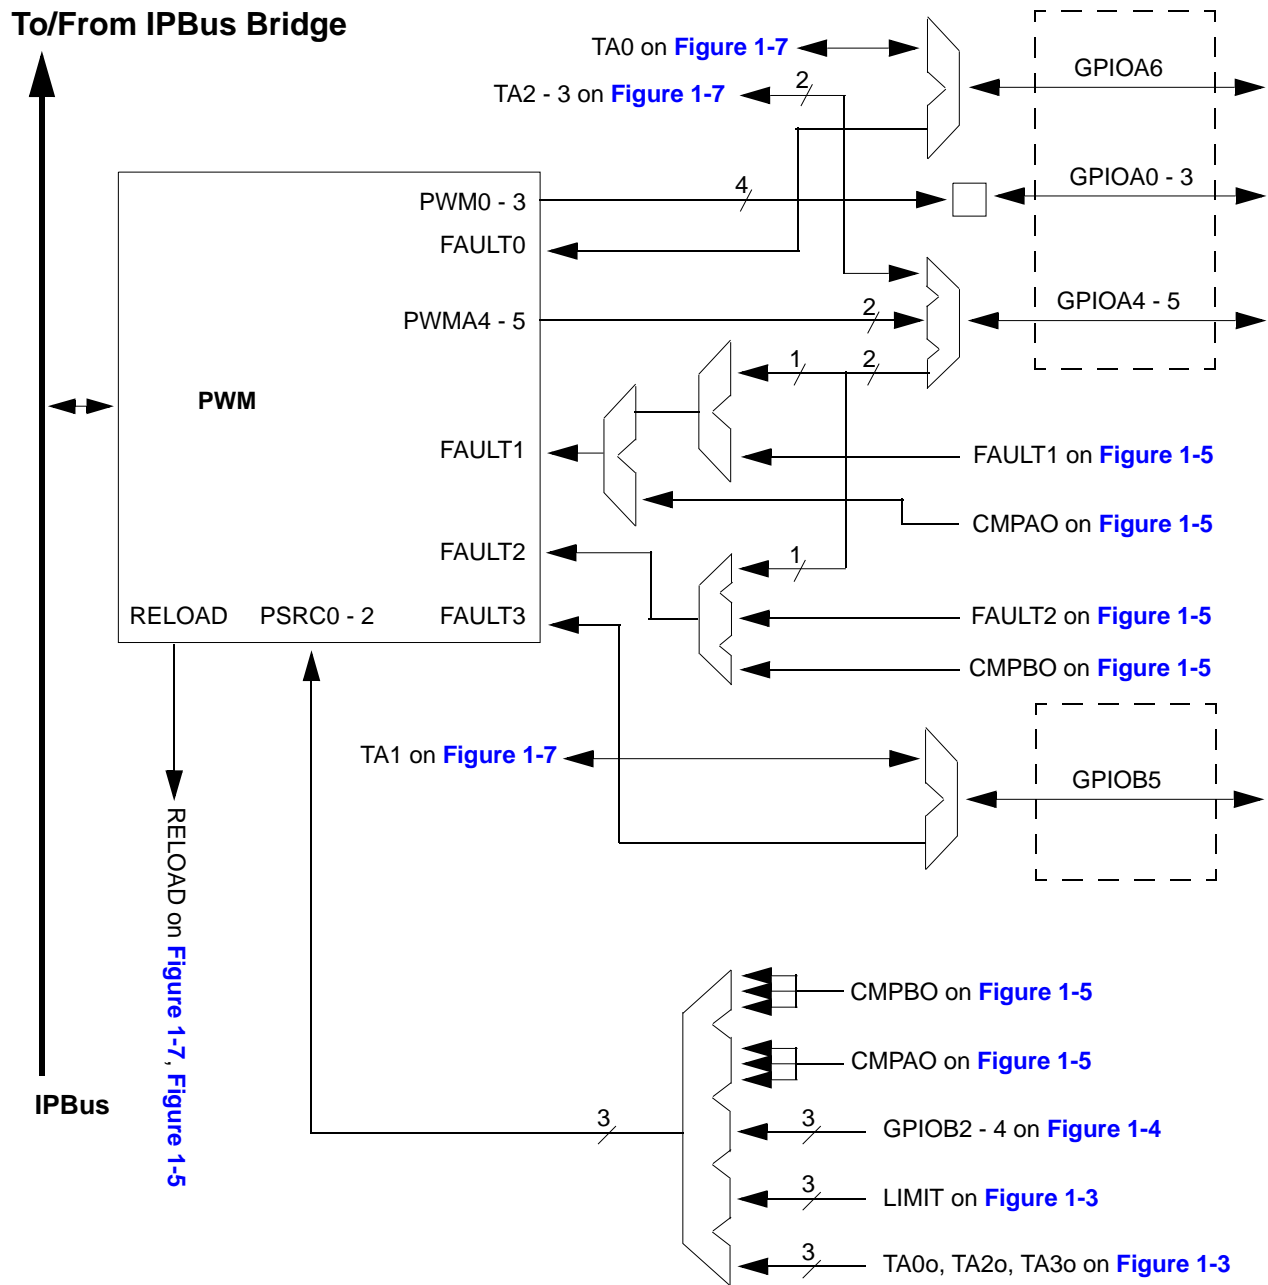 To/From IPBus Bridge
TA0 on Figure 1-7
TA2 - 3 on Figure 1-7
2
GPIOA6
PWM0 - 3
4
GPIOA0 - 3
FAULT0
PWMA4 - 5
2
GPIOA4 - 5
1
2
PWM
FAULT1
FAULT1 on Figure 1-5
CMPAO on Figure 1-5
FAULT2
1
RELOAD
PSRC0 - 2
FAULT3
FAULT2 on Figure 1-5
CMPBO on Figure 1-5
TA1 on Figure 1-7
GPIOB5
RELOAD on Figure 1-7, Figure 1-5
CMPBO on Figure 1-5
CMPAO on Figure 1-5
IPBus
3
3
GPIOB2 - 4 on Figure 1-4
3
LIMIT on Figure 1-3
3
TA0o, TA2o, TA3o on Figure 1-3